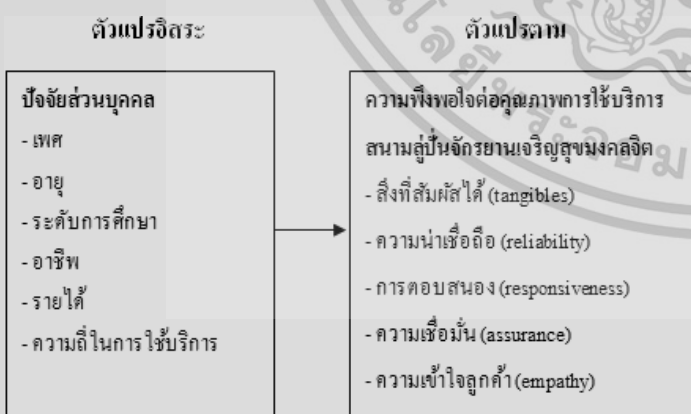 ตัวแปรอิสระ
ตัวแปรตาม
ปัจจัยส่วนบุคคล
- เพศ
- อายุ
- ระดับการศึกษา
- อาชีพ
- รายได้
- ความถี่ในการใช้บริการ
ความพึงพอใจต่อคุณภาพการใช้บริการ
สนามลู่ปั่นจักรยานเจริญสุขมงคลจิต
- สิ่งที่สัมผัสได้ (tangibles)
- ความน่าเชื่อถือ (reliability)
- การตอบสนอง (responsiveness)
- ความเชื่อมั่น (assurance)
- ความเข้าใจลูกค้า (empathy)